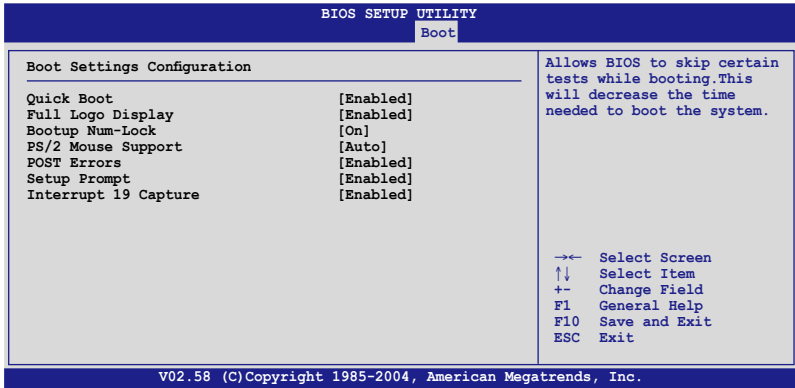 BIOS SETUP UTILITY
Boot
Boot Settings Configuration
Quick Boot [Enabled]
Full Logo Display [Enabled]
Bootup Num-Lock [On]
PS/2 Mouse Support [Auto]
POST Errors [Enabled]
Setup Prompt [Enabled]
Interrupt 19 Capture [Enabled]
Allows BIOS to skip certain
tests while booting.This
will decrease the time
needed to boot the system.
→← Select Screen
↑↓ Select Item
+- Change Field
F1 General Help
F10 Save and Exit
ESC Exit
V02.58 (C)Copyright 1985-2004, American Megatrends, Inc.